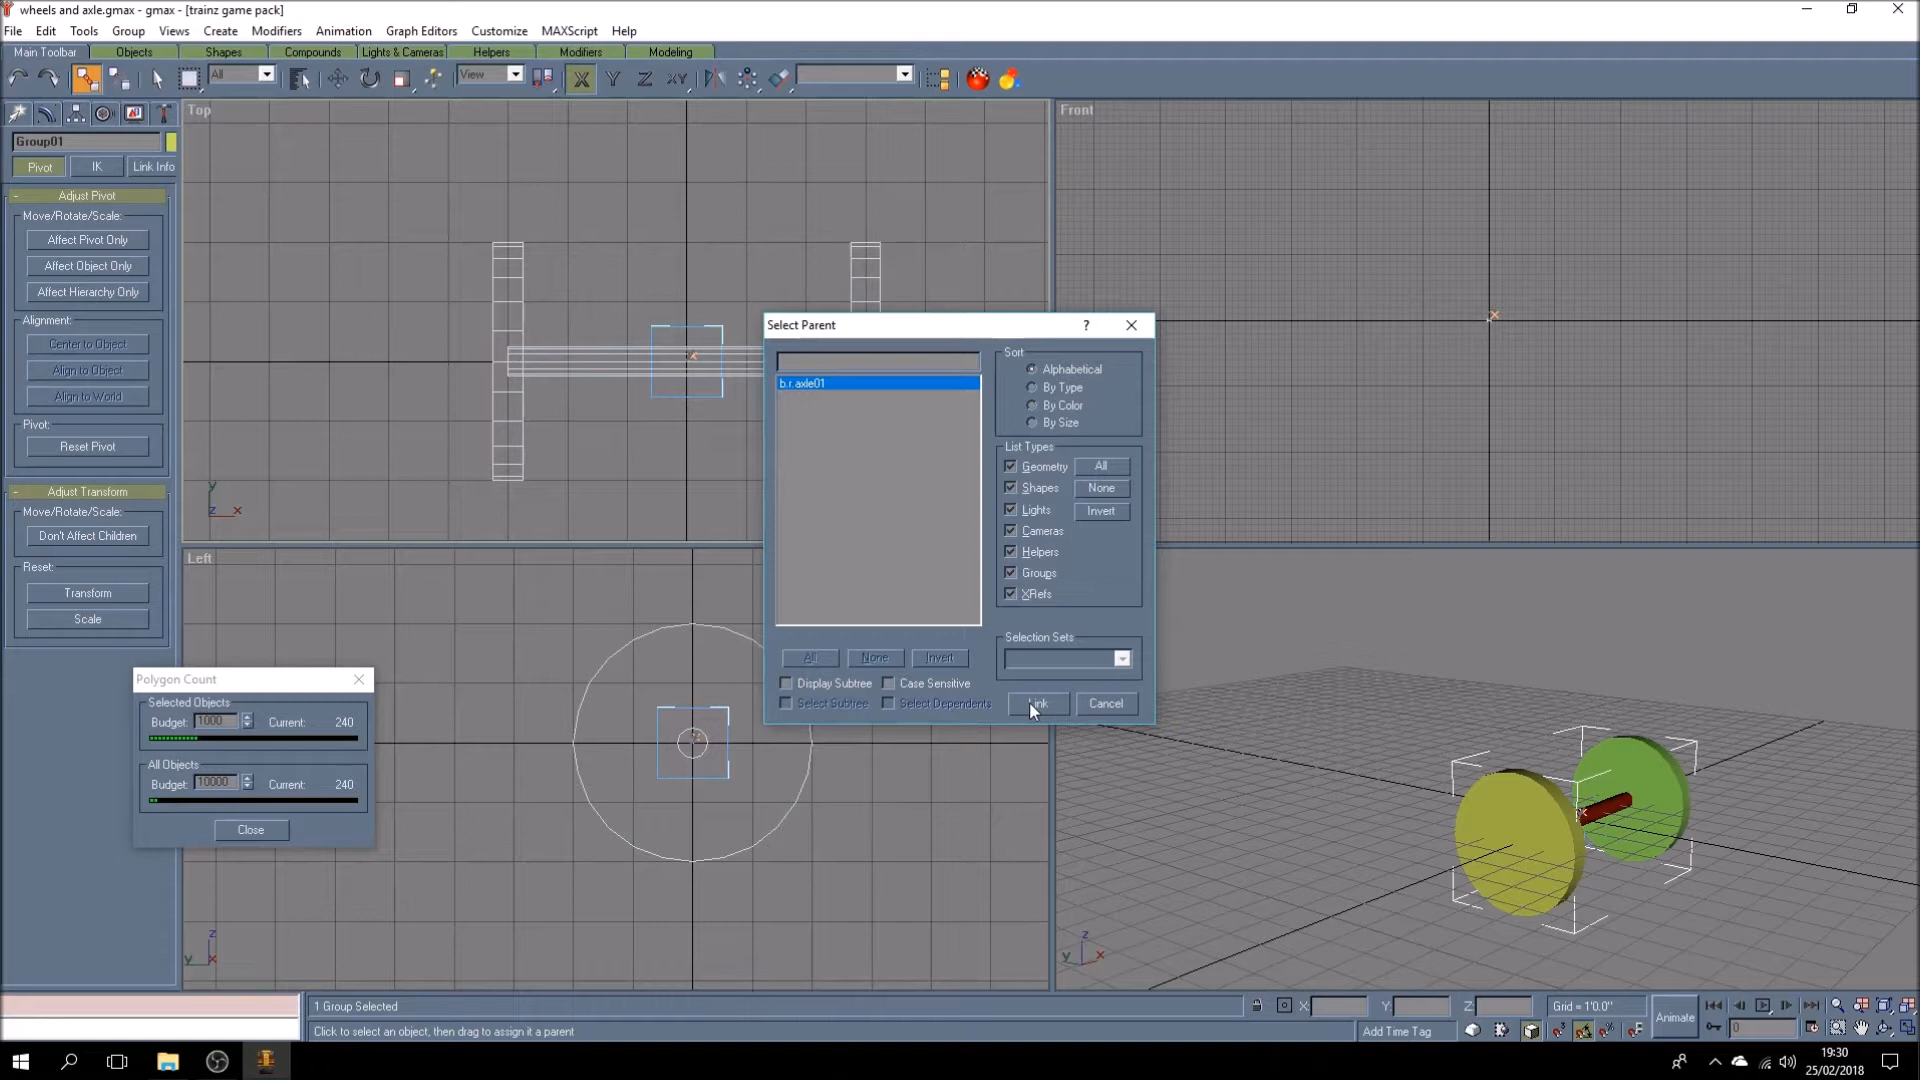 wheels and axle.gmax - gmax - [trainz game pack]
File Edit Tools Group Views Create Modifiers Animation Graph Editors Customize MAXScript Help
Main Toolbar Objects Shapes Compounds Lights & Cameras Helpers Modifiers Modeling
All View X Y Z XY
Top
Front
Group01
Pivot IK Link Info
- Adjust Pivot
Move/Rotate/Scale:
Affect Pivot Only
Affect Object Only
Affect Hierarchy Only
Alignment:
Center to Object
Align to Object
Align to World
Pivot:
Reset Pivot
- Adjust Transform
Move/Rotate/Scale:
Don't Affect Children
Reset:
Transform
Scale
y
z x
Select Parent ?
b.r.axle01
Sort
Alphabetical
By Type
By Color
By Size
List Types
Geometry All
Shapes None
Lights Invert
Cameras
Helpers
Groups
XRefs
Selection Sets
All None Invert
Display Subtree Case Sensitive
Select Subtree Select Dependents
Link Cancel
Left
z
y x
Polygon Count
Selected Objects
Budget: 1000 Current: 240
All Objects
Budget: 10000 Current: 240
Close
z
y x
1 Group Selected
X: Y: Z: Grid = 1'0.0"
Animate
Click to select an object, then drag to assign it a parent
Add Time Tag
0
19:30
25/02/2018